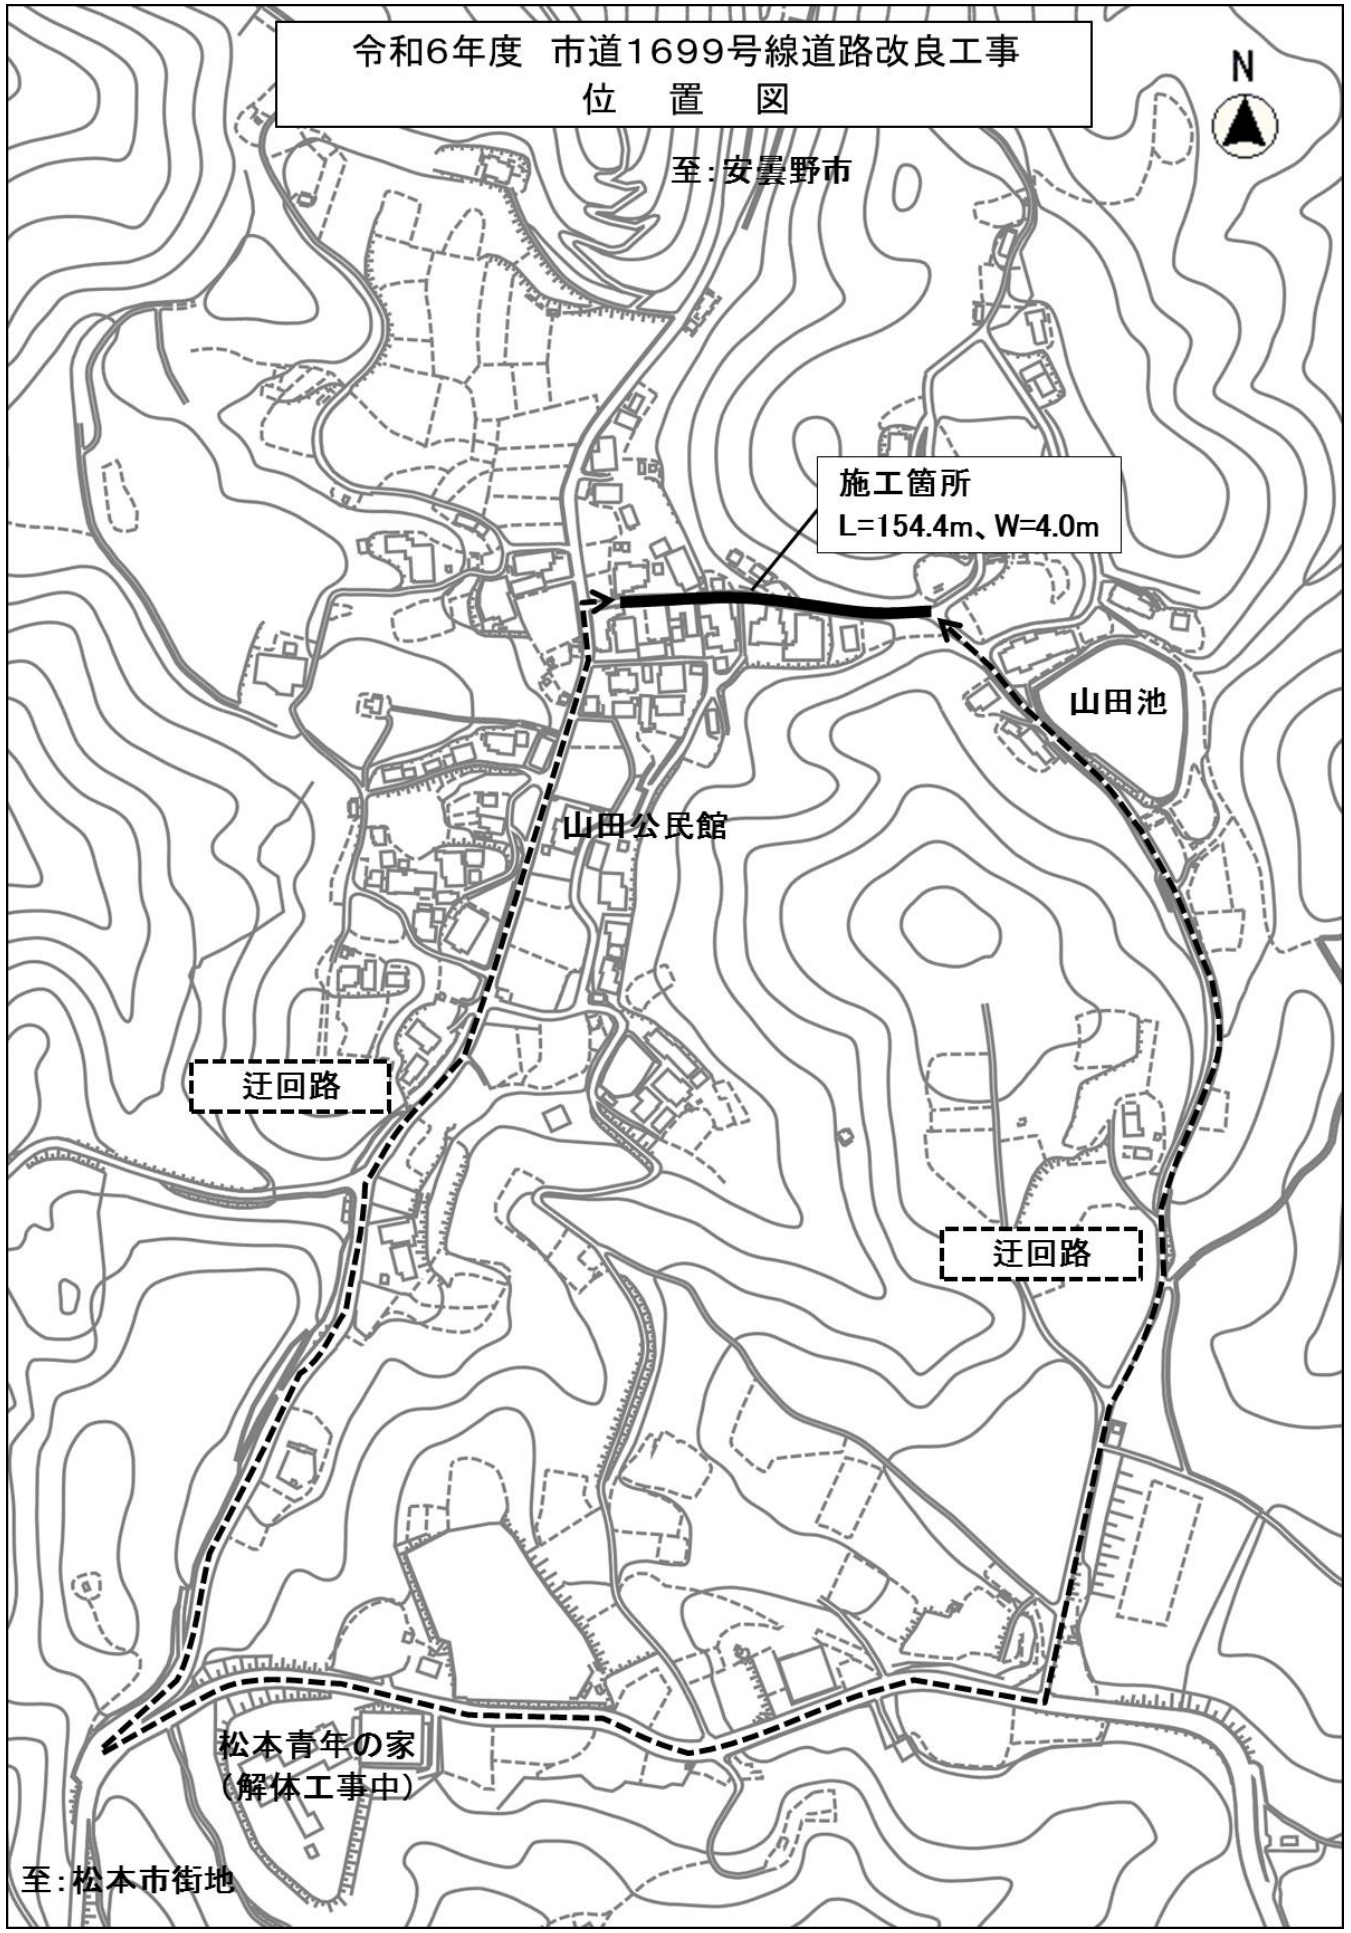 令和6年度　市道1699号線道路改良工事
位　置　図
N
至:安曇野市
施工箇所
L=154.4m、W=4.0m
山田池
山田公民館
迂回路
迂回路
松本青年の家
(解体工事中)
至:松本市街地